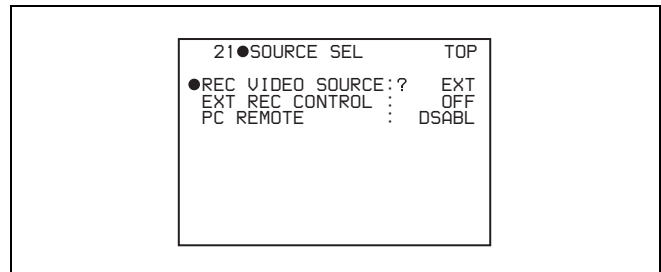 21●SOURCE SEL TOP
●REC VIDEO SOURCE:? EXT
EXT REC CONTROL : OFF
PC REMOTE : DSABL